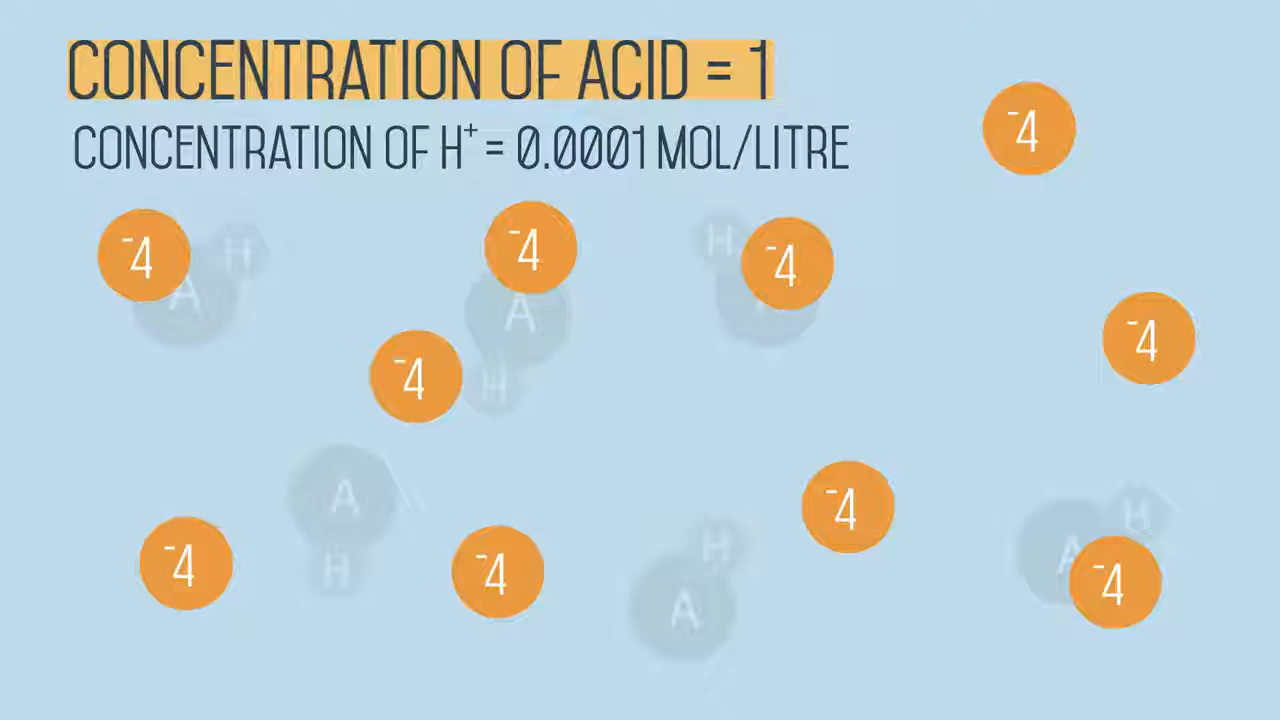 CONCENTRATION OF ACID = 1
CONCENTRATION OF H⁺ = 0.0001 MOL/LITRE
⁻4
⁻4 H
⁻4
H ⁻4
A
A
⁻4
⁻4
H
A
H
⁻4
H
H
A ⁻4
⁻4
⁻4
H
A